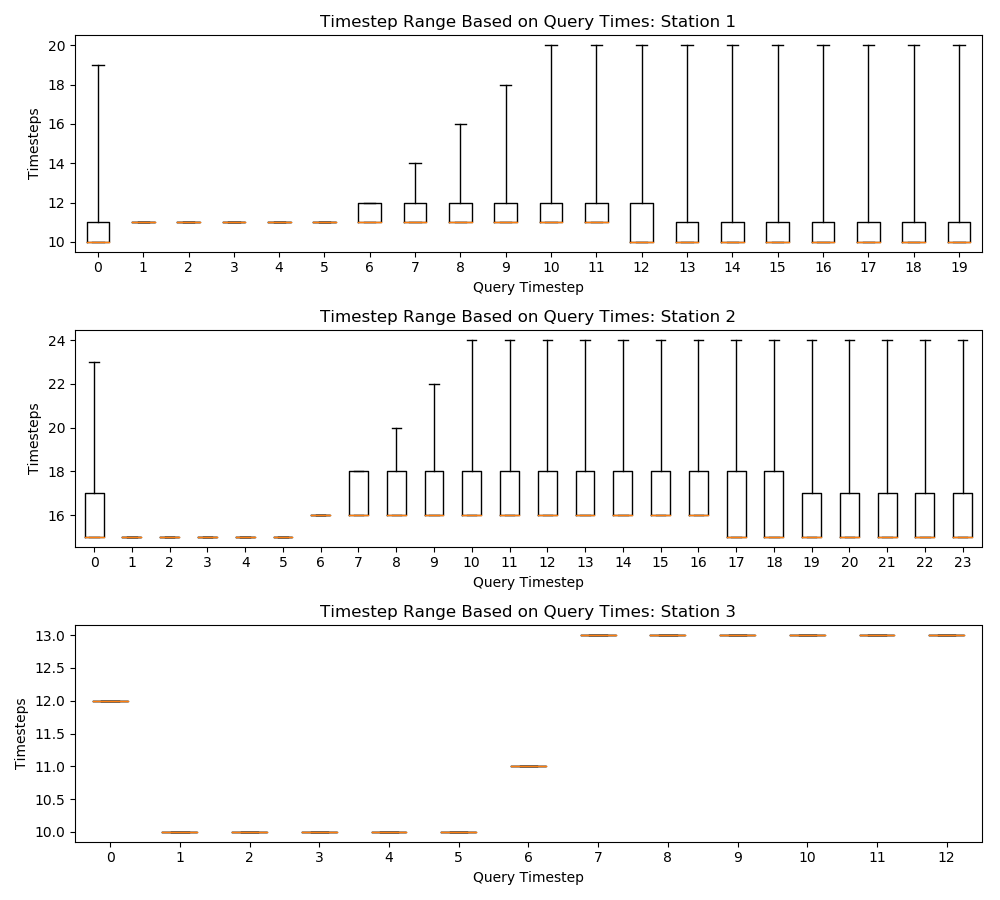 Timestep Range Based on Query Times: Station 1
20
18
16
14
12
10
Timesteps
0 1 2 3 4 5 6 7 8 9 10 11 12 13 14 15 16 17 18 19
Query Timestep
Timestep Range Based on Query Times: Station 2
24
22
20
18
16
Timesteps
0 1 2 3 4 5 6 7 8 9 10 11 12 13 14 15 16 17 18 19 20 21 22 23
Query Timestep
Timestep Range Based on Query Times: Station 3
13.0
12.5
12.0
11.5
11.0
10.5
10.0
Timesteps
0 1 2 3 4 5 6 7 8 9 10 11 12
Query Timestep